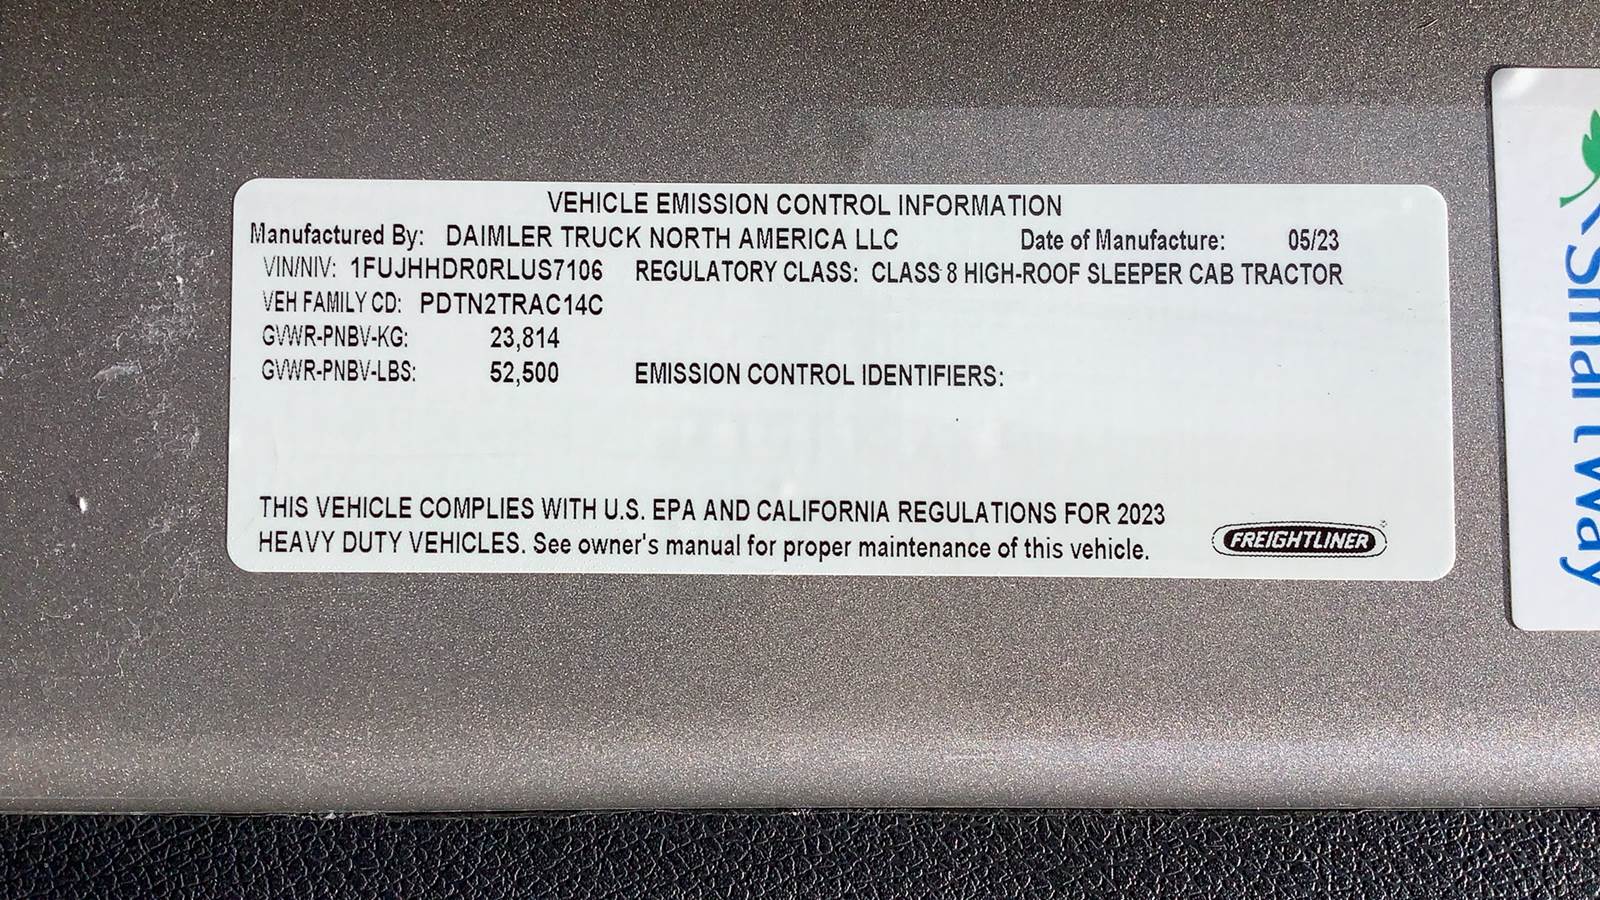 VEHICLE EMISSION CONTROL INFORMATION
Manufactured By: DAIMLER TRUCK NORTH AMERICA LLC Date of Manufacture: 05/23
VIN/NIV: 1FUJHHDR0RLUS7106 REGULATORY CLASS: CLASS 8 HIGH-ROOF SLEEPER CAB TRACTOR
VEH FAMILY CD: PDTN2TRAC14C
GVWR-PNBV-KG: 23,814
GVWR-PNBV-LBS: 52,500 EMISSION CONTROL IDENTIFIERS:
THIS VEHICLE COMPLIES WITH U.S. EPA AND CALIFORNIA REGULATIONS FOR 2023
HEAVY DUTY VEHICLES. See owner's manual for proper maintenance of this vehicle.
FREIGHTLINER
SmartWay